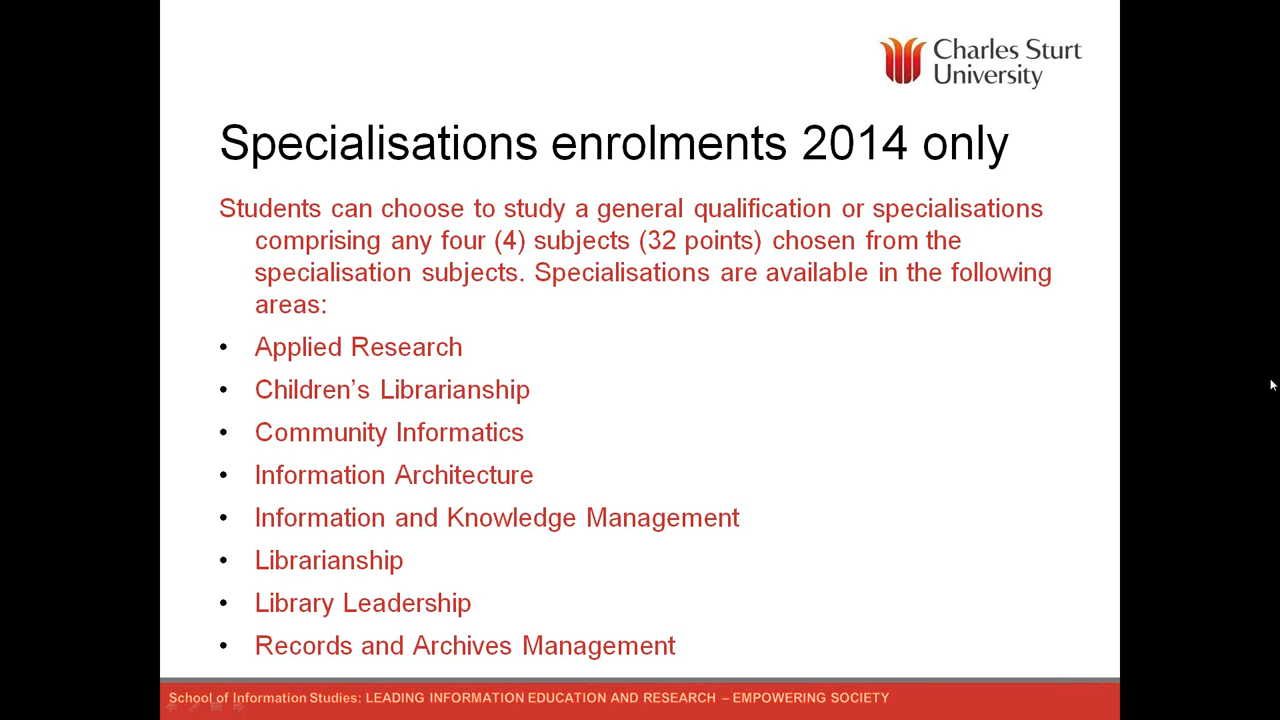 Charles Sturt
University
Specialisations enrolments 2014 only
Students can choose to study a general qualification or specialisations
comprising any four (4) subjects (32 points) chosen from the
specialisation subjects. Specialisations are available in the following
areas:
• Applied Research
• Children’s Librarianship
• Community Informatics
• Information Architecture
• Information and Knowledge Management
• Librarianship
• Library Leadership
• Records and Archives Management
School of Information Studies: LEADING INFORMATION EDUCATION AND RESEARCH – EMPOWERING SOCIETY